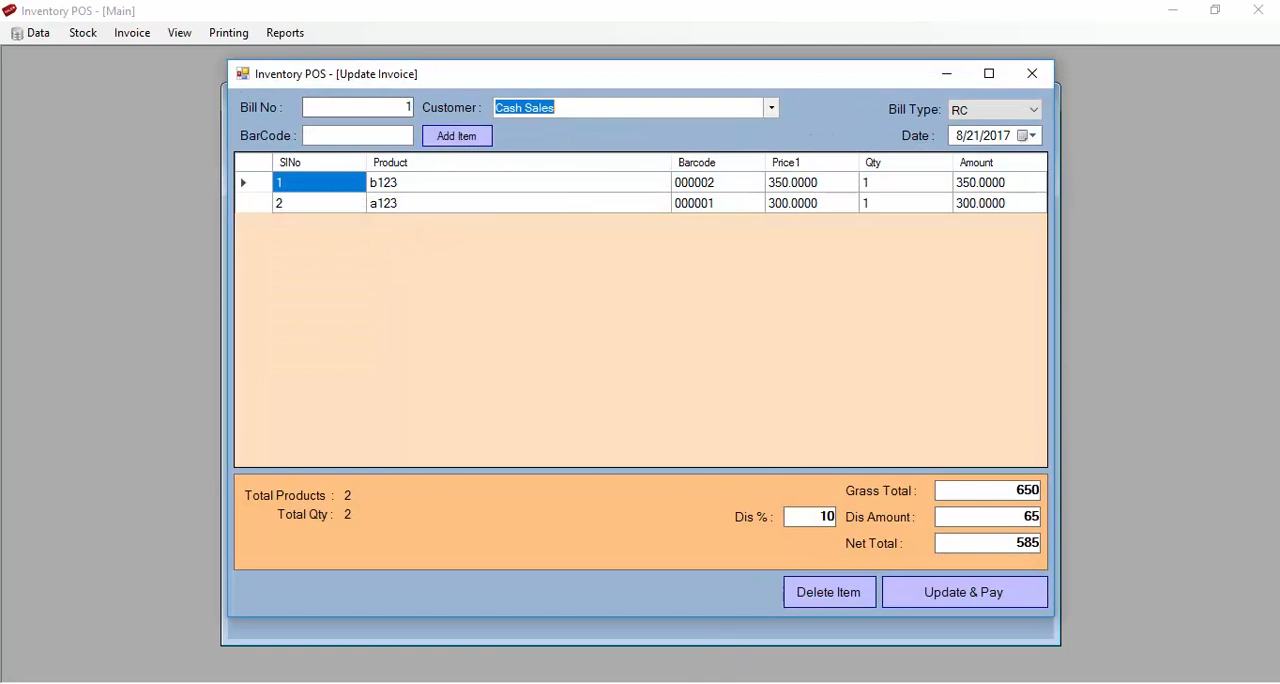 Inventory POS - [Main]
Data Stock Invoice View Printing Reports
Inventory POS - [Update Invoice]
Bill No : 1 Customer : Cash Sales Bill Type: RC
BarCode : Add Item Date : 8/21/2017
SlNo Product Barcode Price1 Qty Amount
1 b123 000002 350.0000 1 350.0000
2 a123 000001 300.0000 1 300.0000
Total Products : 2 Grass Total : 650
Total Qty : 2 Dis % : 10 Dis Amount : 65
Net Total : 585
Delete Item Update & Pay